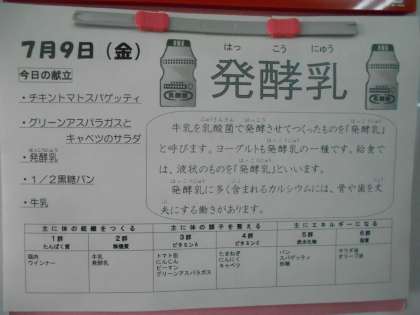 7月9日（金）
はっ こう にゅう
発酵乳
今日の献立
・チキントマトスパゲッティ
・グリーンアスパラガスと
キャベツのサラダ
・発酵乳
・1／2黒糖パン
・牛乳
牛乳を乳酸菌で発酵させてつくったものを「発酵乳」
と呼びます。ヨーグルトも発酵乳の一種です。給食で
は、液状のものを「発酵乳」といいます。
発酵乳に多く含まれるカルシウムには、骨や歯を丈
夫にする働きがあります。
主に体の組織をつくる 主に体の調子を整える 主にエネルギーになる
1群 2群 3群 4群 5群 6群
たんぱく質 無機質 ビタミンA ビタミンC 炭水化物 脂質
鶏肉 牛乳 トマト缶 たまねぎ パン サラダ油
ウインナー 発酵乳 にんじん にんにく スパゲッティ オリーブ油
ピーマン キャベツ 砂糖
グリーンアスパラガス